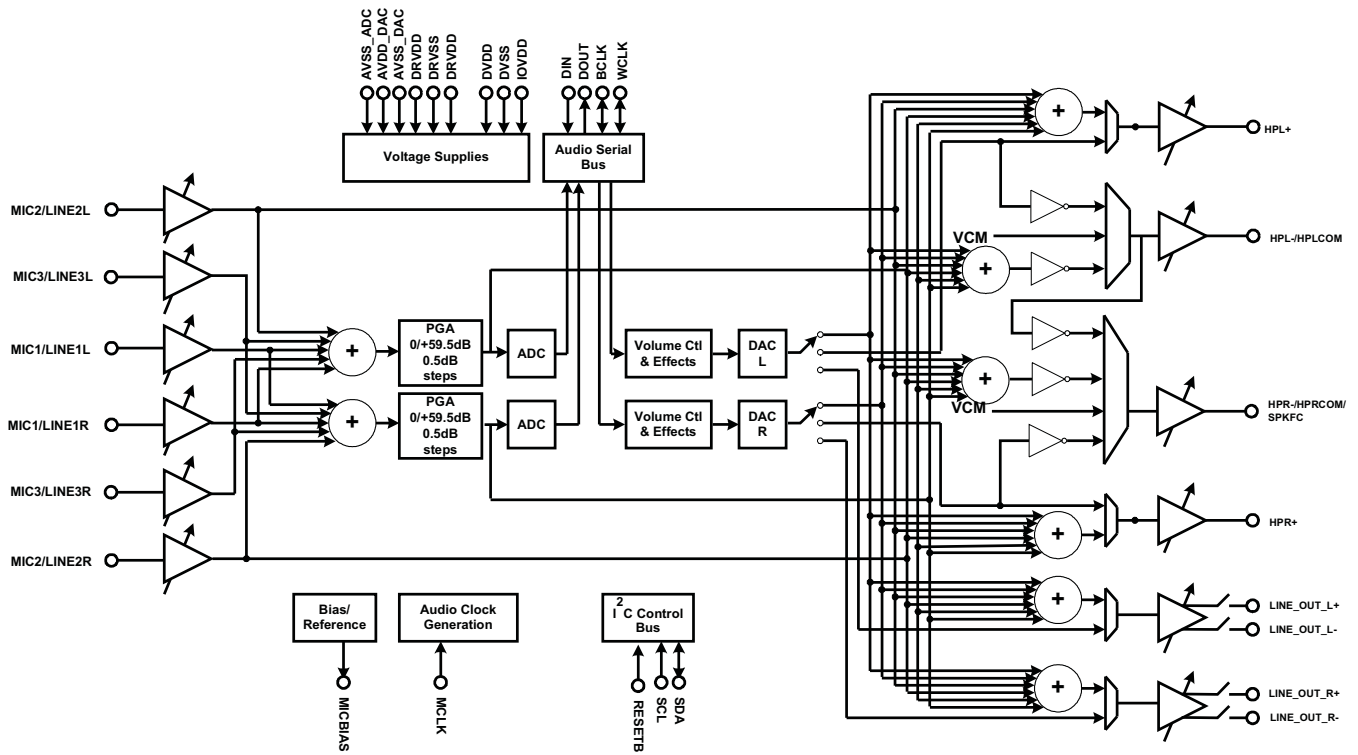 AVSS_ADC
AVDD_DAC
AVSS_DAC
DRVDD
DRVSS
DRVDD
DVDD
DVSS
IOVDD
DIN
DOUT
BCLK
WCLK
Voltage Supplies
Audio Serial
Bus
+
HPL+
MIC2/LINE2L
VCM
+
HPL-/HPLCOM
MIC3/LINE3L
MIC1/LINE1L
+
PGA
0/+59.5dB
0.5dB
steps
ADC
Volume Ctl
& Effects
DAC
L
+
VCM
HPR-/HPRCOM/
SPKFC
MIC1/LINE1R
+
PGA
0/+59.5dB
0.5dB
steps
ADC
Volume Ctl
& Effects
DAC
R
MIC3/LINE3R
+
HPR+
MIC2/LINE2R
Bias/
Reference
Audio Clock
Generation
I2C Control
Bus
+
LINE_OUT_L+
LINE_OUT_L-
MICBIAS
MCLK
RESETB
SCL
SDA
+
LINE_OUT_R+
LINE_OUT_R-